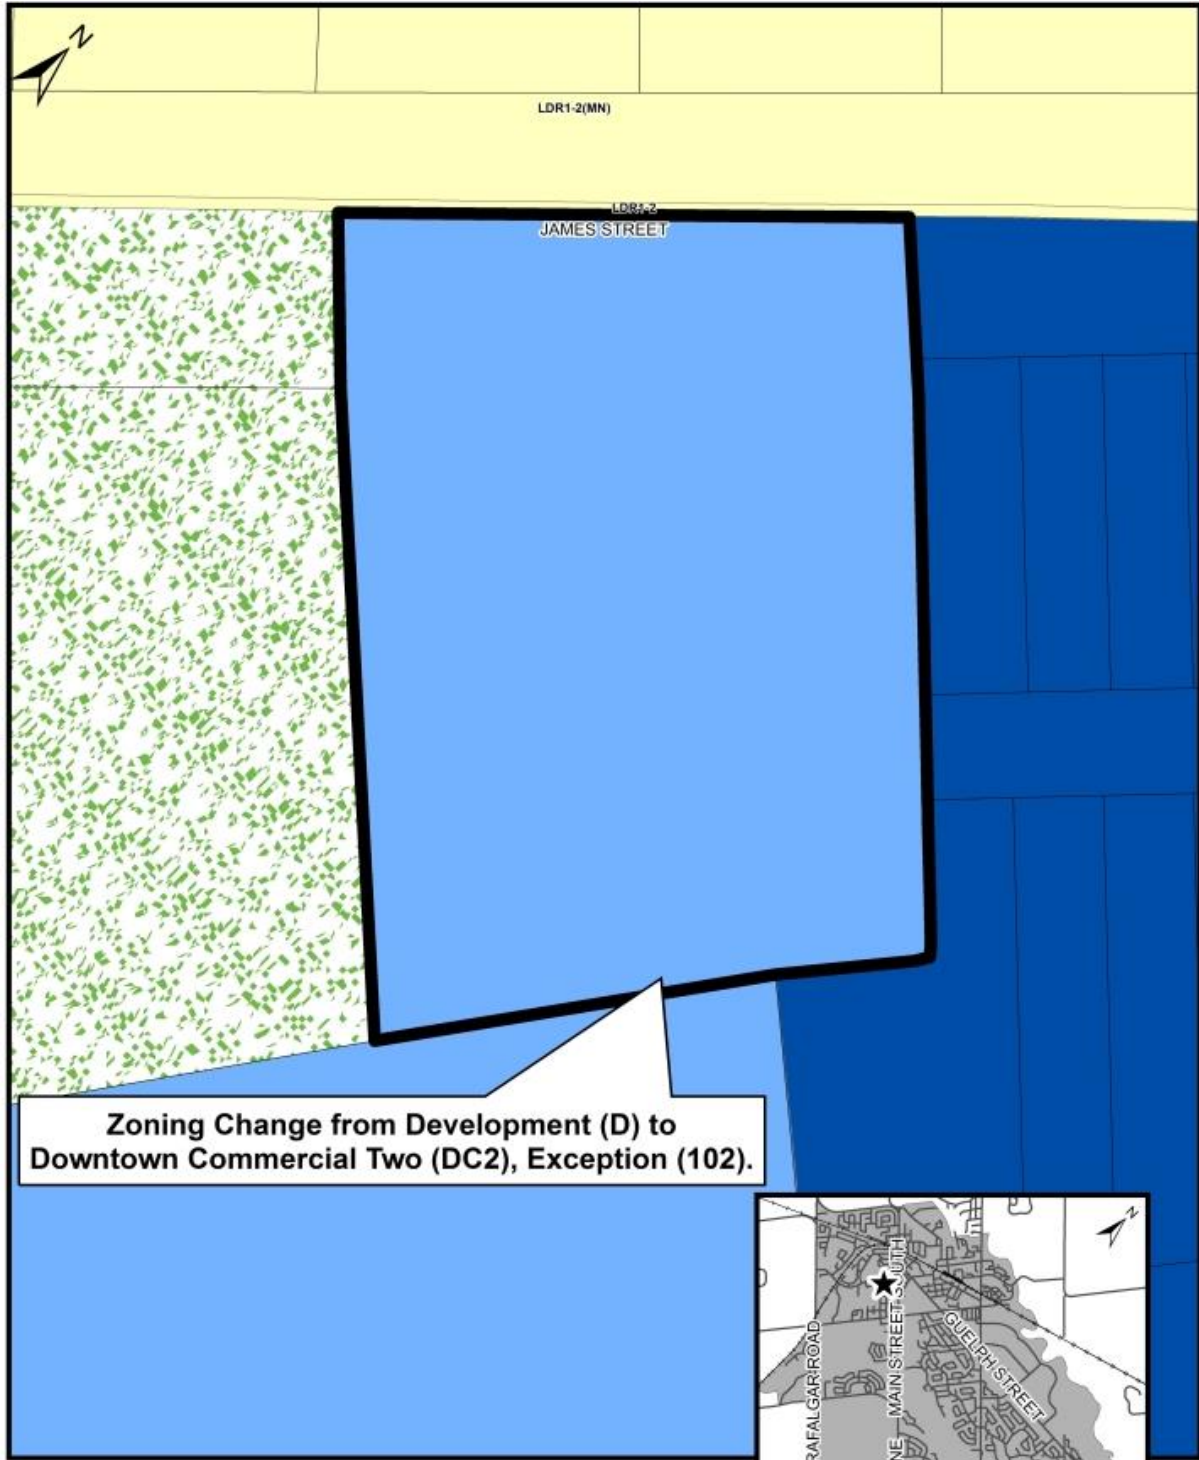 N
LDR1-2(MN)
LDR1-2
JAMES STREET
Zoning Change from Development (D) to
Downtown Commercial Two (DC2), Exception (102).
N
MAIN STREET SOUTH
GUELPH STREET
RAFALGAR ROAD
NE